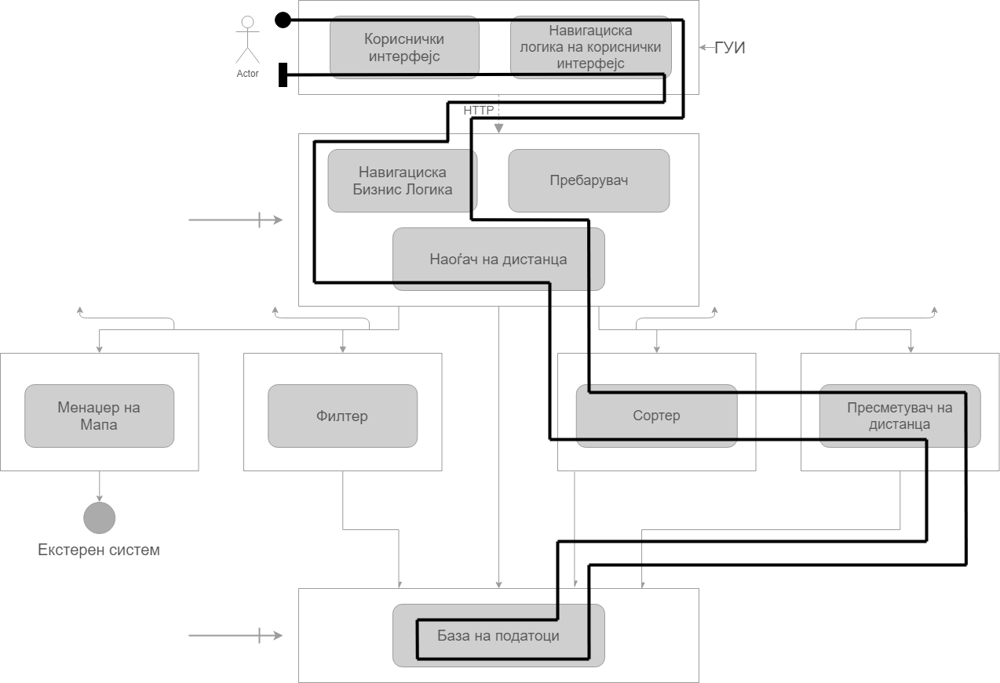 Actor
Кориснички
интерфејс
Навигациска
логика на кориснички
интерфејс
ГУИ
HTTP
Навигациска
Бизнис Логика
Пребарувач
Наоѓач на дистанца
Менаџер на
Мапа
Филтер
Сортер
Пресметувач на
дистанца
Екстерен систем
База на податоци